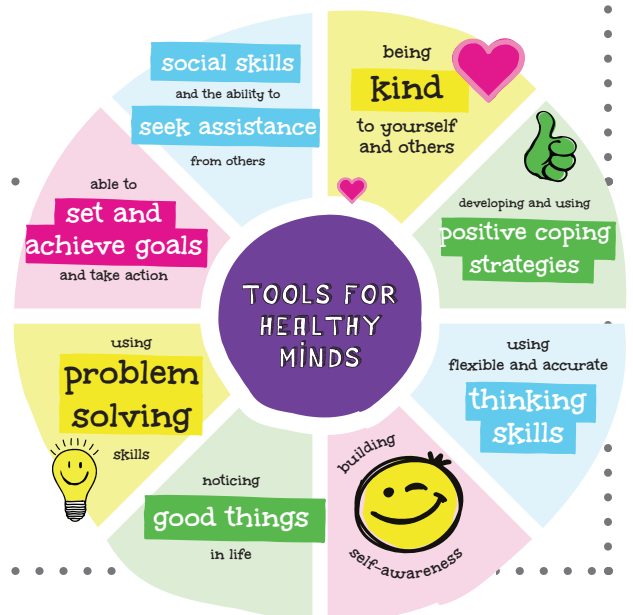 TOOLS FOR
HEALTHY
MINDS
being
kind
to yourself
and others
developing and using
positive coping
strategies
using
flexible and accurate
thinking
skills
building
self-awareness
noticing
good things
in life
using
problem
solving
skills
able to
set and
achieve goals
and take action
social skills
and the ability to
seek assistance
from others